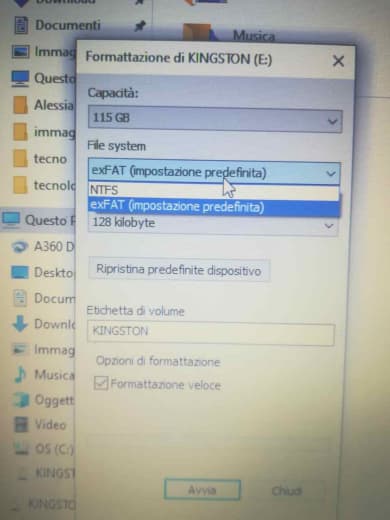 Download
Documenti
Immag
Questo
Alessia
immag
tecno
tecnolo
Questo P
A360 D
Deskto
Docum
Downlo
Immag
Musica
Oggett
Video
OS (C:)
KINGST
KINGSTO
Musica
Formattazione di KINGSTON (E:)
Capacità:
115 GB
File system
exFAT (impostazione predefinita)
NTFS
exFAT (impostazione predefinita)
128 kilobyte
Ripristina predefinite dispositivo
Etichetta di volume
KINGSTON
Opzioni di formattazione
Formattazione veloce
Avvia
Chiudi